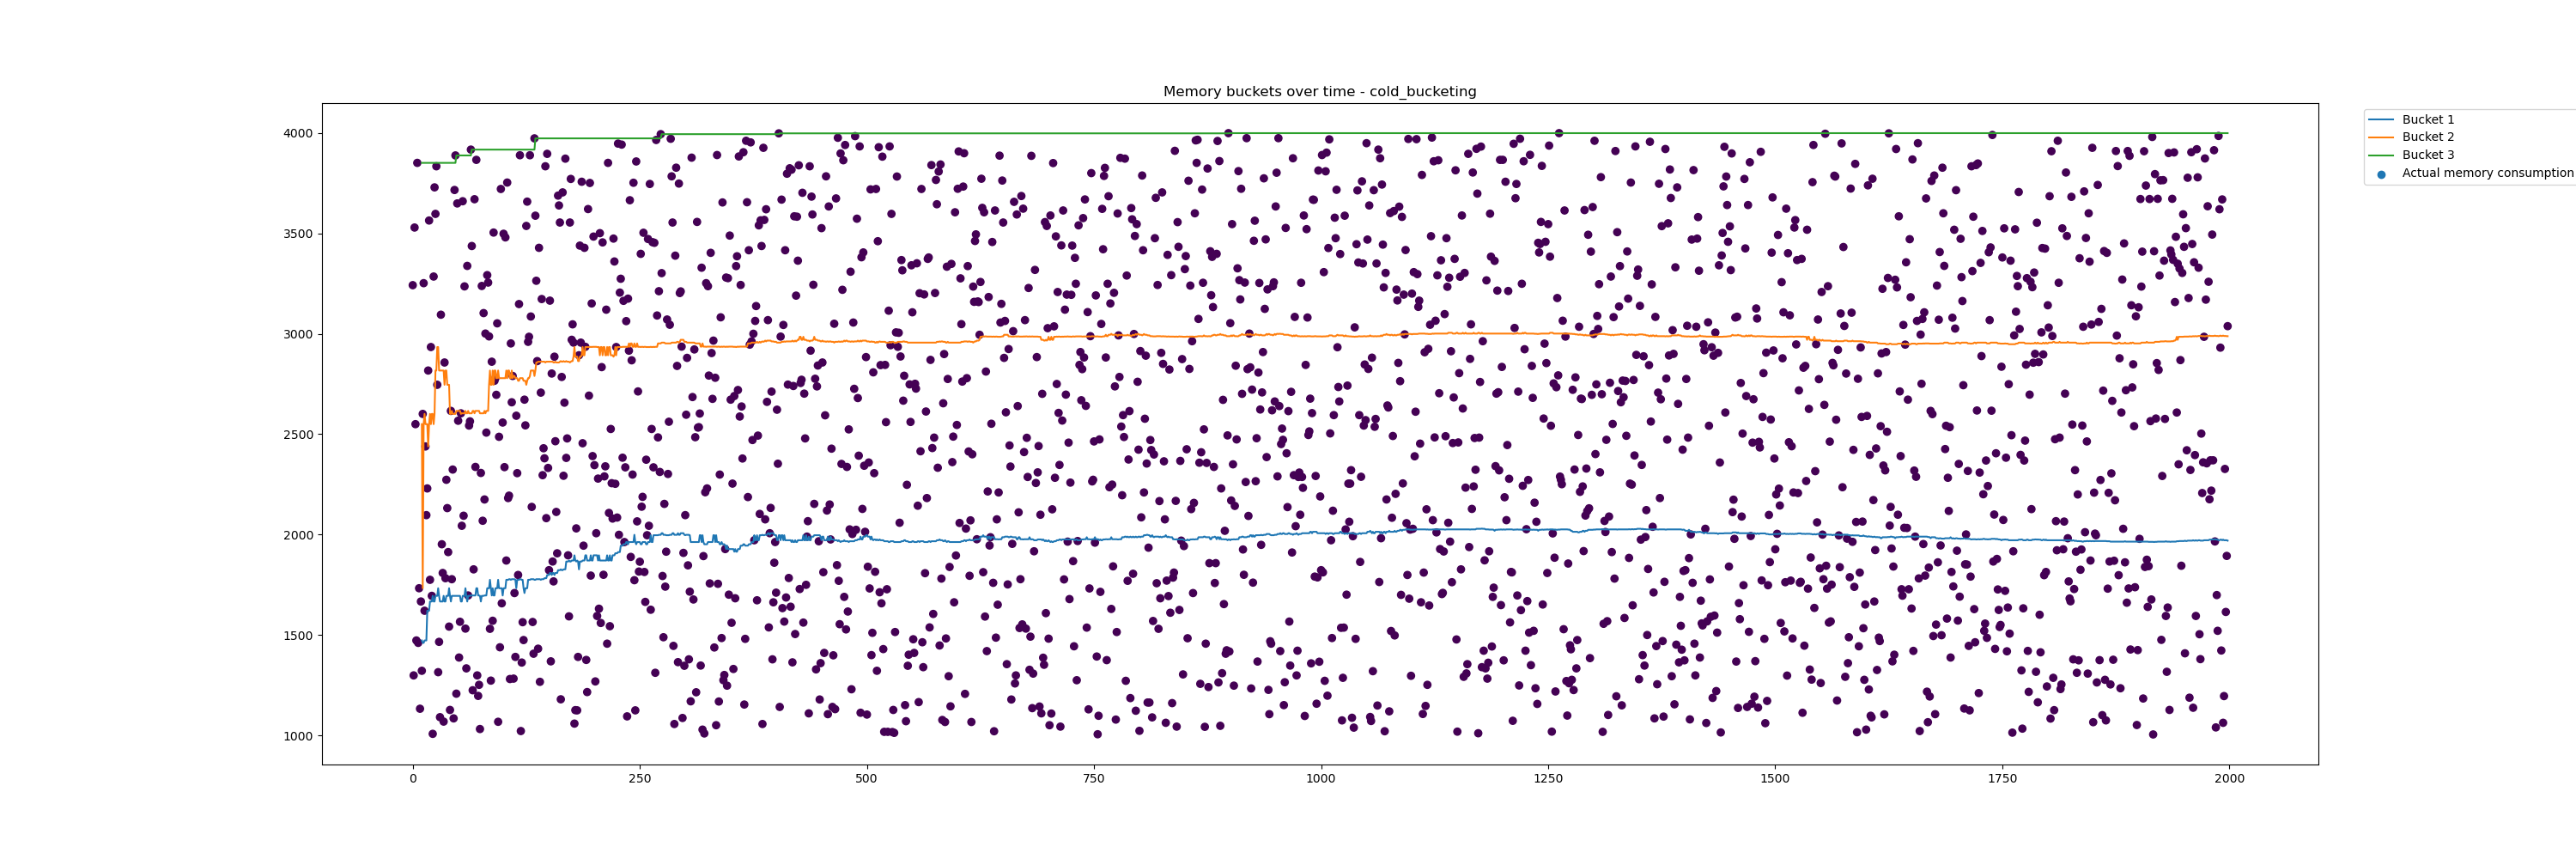 Memory buckets over time - cold_bucketing
Bucket 1
Bucket 2
Bucket 3
Actual memory consumption
4000
3500
3000
2500
2000
1500
1000
0 250 500 750 1000 1250 1500 1750 2000